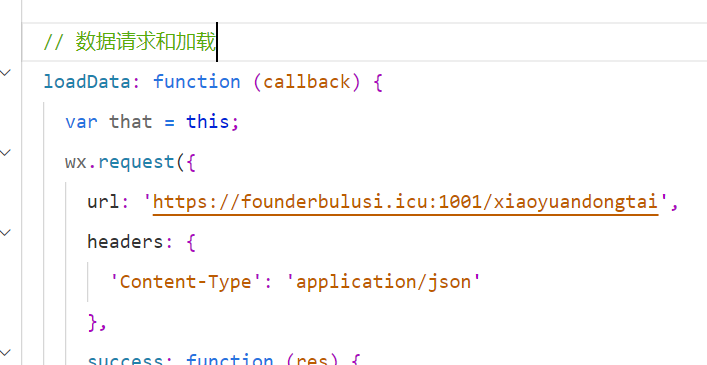 // 数据请求和加载
loadData: function (callback) {
var that = this;
wx.request({
url: 'https://founderbulusi.icu:1001/xiaoyuandongtai',
headers: {
'Content-Type': 'application/json'
},
success: function (res) {